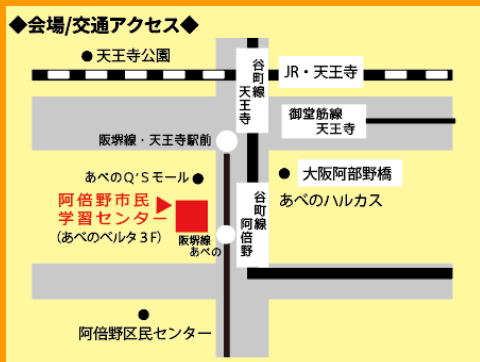 ◆会場/交通アクセス◆
天王寺公園
谷町線
天王寺
JR・天王寺
御堂筋線
天王寺
阪堺線・天王寺駅前
あべのQ'Sモール
大阪阿部野橋
あべのハルカス
阿倍野市民
学習センター
(あべのベルタ3F)
阪堺線
あべの
谷町線
阿倍野
阿倍野区民センター